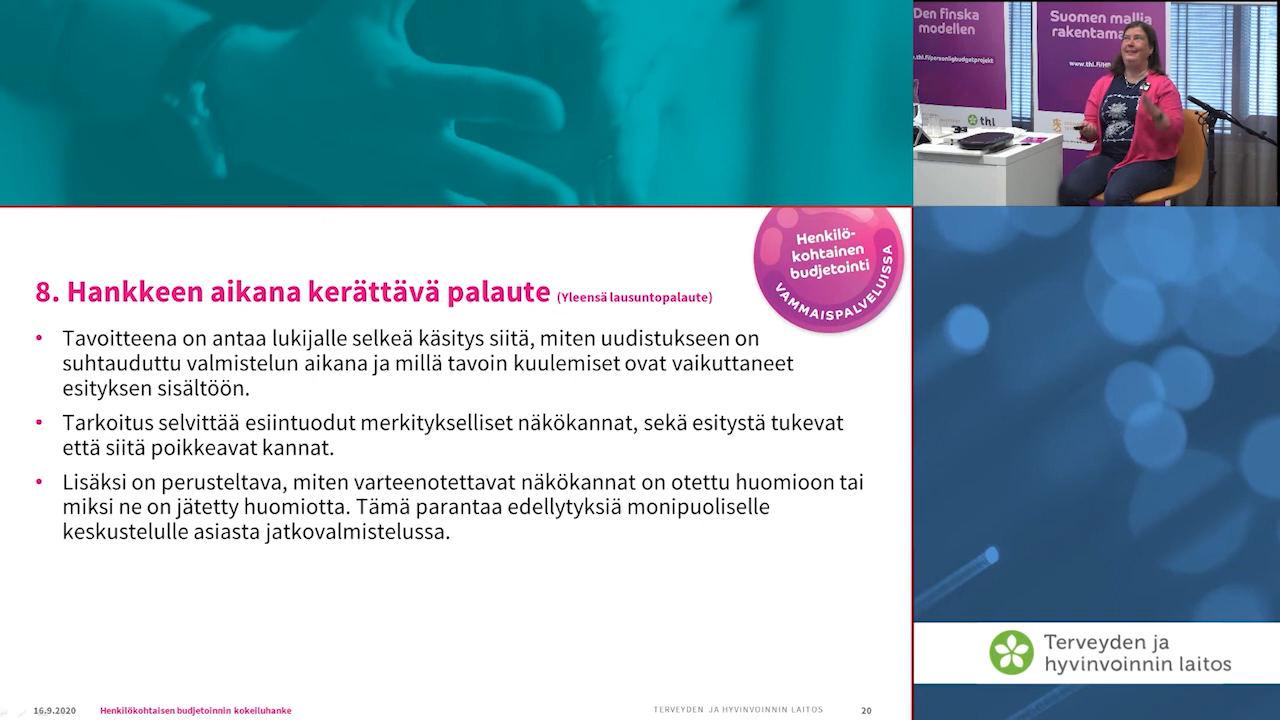 Den finska
modellen
.thl.fi/personligbudgetprojekt
Suomen mallia
thl
Henkilö-
kohtainen
budjetointi
VAMMAISPALVELUISSA
8. Hankkeen aikana kerättävä palaute (Yleensä lausuntopalaute)
• Tavoitteena on antaa lukijalle selkeä käsitys siitä, miten uudistukseen on
suhtauduttu valmistelun aikana ja millä tavoin kuulemiset ovat vaikuttaneet
esityksen sisältöön.
• Tarkoitus selvittää esiintuodut merkitykselliset näkökannat, sekä esitystä tukevat
että siitä poikkeavat kannat.
• Lisäksi on perusteltava, miten varteenotettavat näkökannat on otettu huomioon tai
miksi ne on jätetty huomiotta. Tämä parantaa edellytyksiä monipuoliselle
keskustelulle asiasta jatkovalmistelussa.
Terveyden ja
hyvinvoinnin laitos
16.9.2020 Henkilökohtaisen budjetoinnin kokeiluhanke TERVEYDEN JA HYVINVOINNIN LAITOS 20